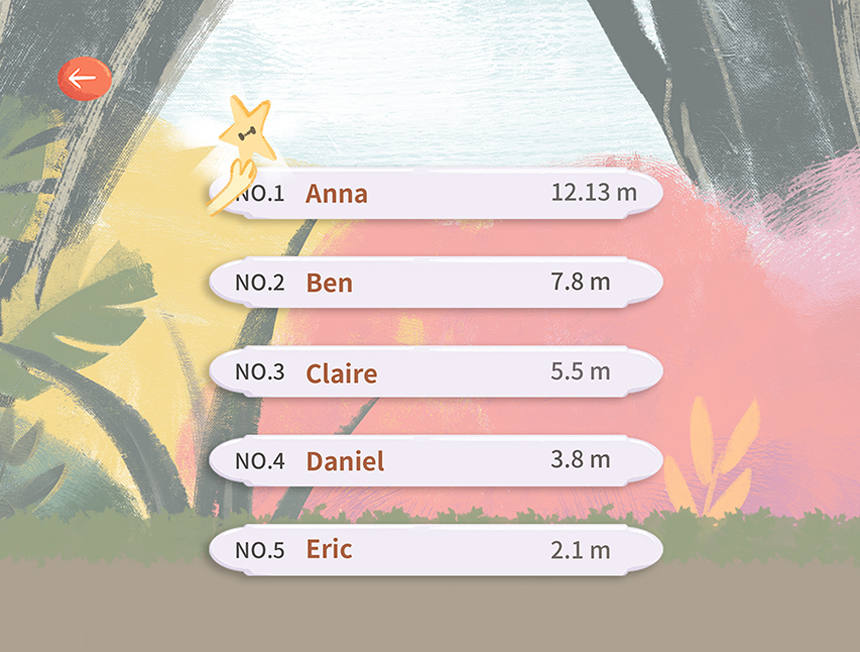 NO.1 Anna 12.13 m
NO.2 Ben 7.8 m
NO.3 Claire 5.5 m
NO.4 Daniel 3.8 m
NO.5 Eric 2.1 m